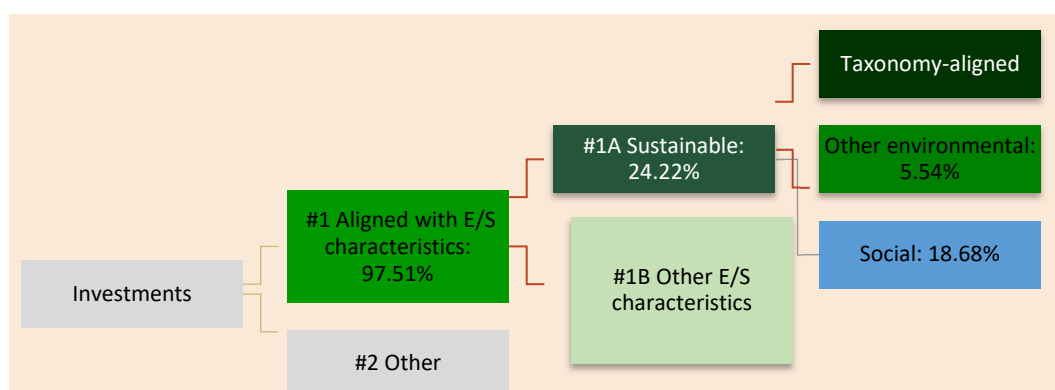 Taxonomy-aligned
#1A Sustainable:
24.22%
Other environmental:
5.54%
#1 Aligned with E/S
characteristics:
97.51%
Social: 18.68%
#1B Other E/S
characteristics
Investments
#2 Other